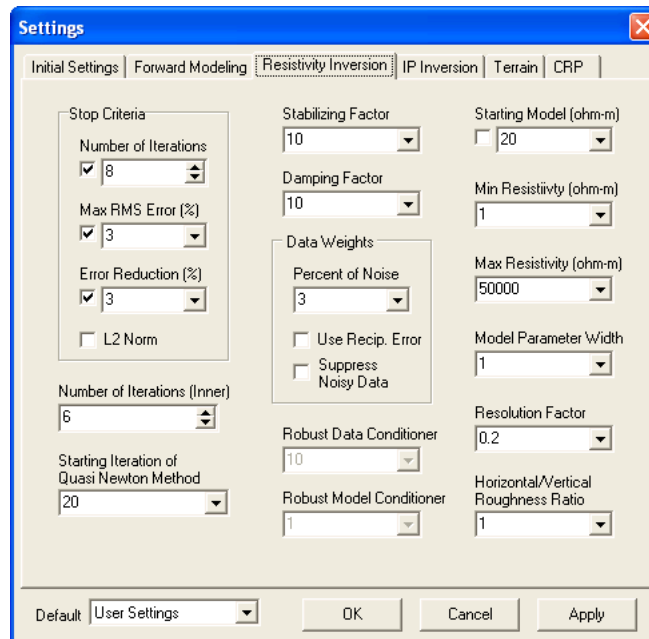 Settings
Initial Settings
Forward Modeling
Resistivity Inversion
IP Inversion
Terrain
CRP
Stop Criteria
Number of Iterations
8
Max RMS Error (%)
3
Error Reduction (%)
3
L2 Norm
Number of Iterations (Inner)
6
Starting Iteration of
Quasi Newton Method
20
Stabilizing Factor
10
Damping Factor
10
Data Weights
Percent of Noise
3
Use Recip. Error
Suppress
Noisy Data
Robust Data Conditioner
10
Robust Model Conditioner
1
Starting Model (ohm-m)
20
Min Resistiivty (ohm-m)
1
Max Resistivity (ohm-m)
50000
Model Parameter Width
1
Resolution Factor
0.2
Horizontal/Vertical
Roughness Ratio
1
Default
User Settings
OK
Cancel
Apply